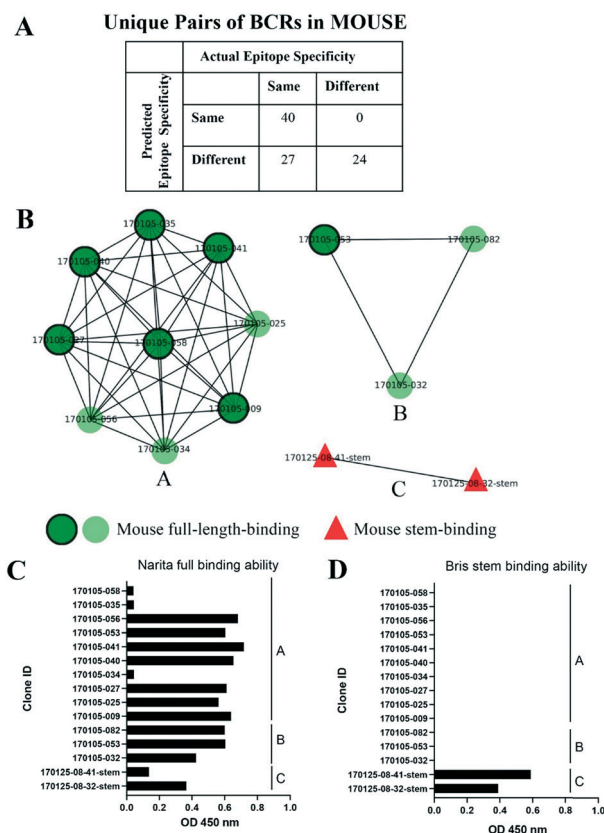 A
Unique Pairs of BCRs in MOUSE
Actual Epitope Specificity
Predicted
Epitope Specificity
Same Different
Same 40 0
Different 27 24
B
170105-035
170105-040
170105-041
170105-025
170105-027
170105-058
170105-009
170105-056
170105-034
A
170105-053
170105-082
170105-032
B
170125-08-41-stem
170125-08-32-stem
C
Mouse full-length-binding
Mouse stem-binding
C
Narita full binding ability
Clone ID
170105-058
170105-035
170105-056
170105-053
170105-041
170105-040
170105-034
170105-027
170105-025
170105-009
170105-082
170105-053
170105-032
170125-08-41-stem
170125-08-32-stem
A
B
C
0.0 0.2 0.4 0.6 0.8 1.0
OD 450 nm
D
Bris stem binding ability
Clone ID
170105-058
170105-035
170105-056
170105-053
170105-041
170105-040
170105-034
170105-027
170105-025
170105-009
170105-082
170105-053
170105-032
170125-08-41-stem
170125-08-32-stem
A
B
C
0.0 0.2 0.4 0.6 0.8 1.0
OD 450 nm